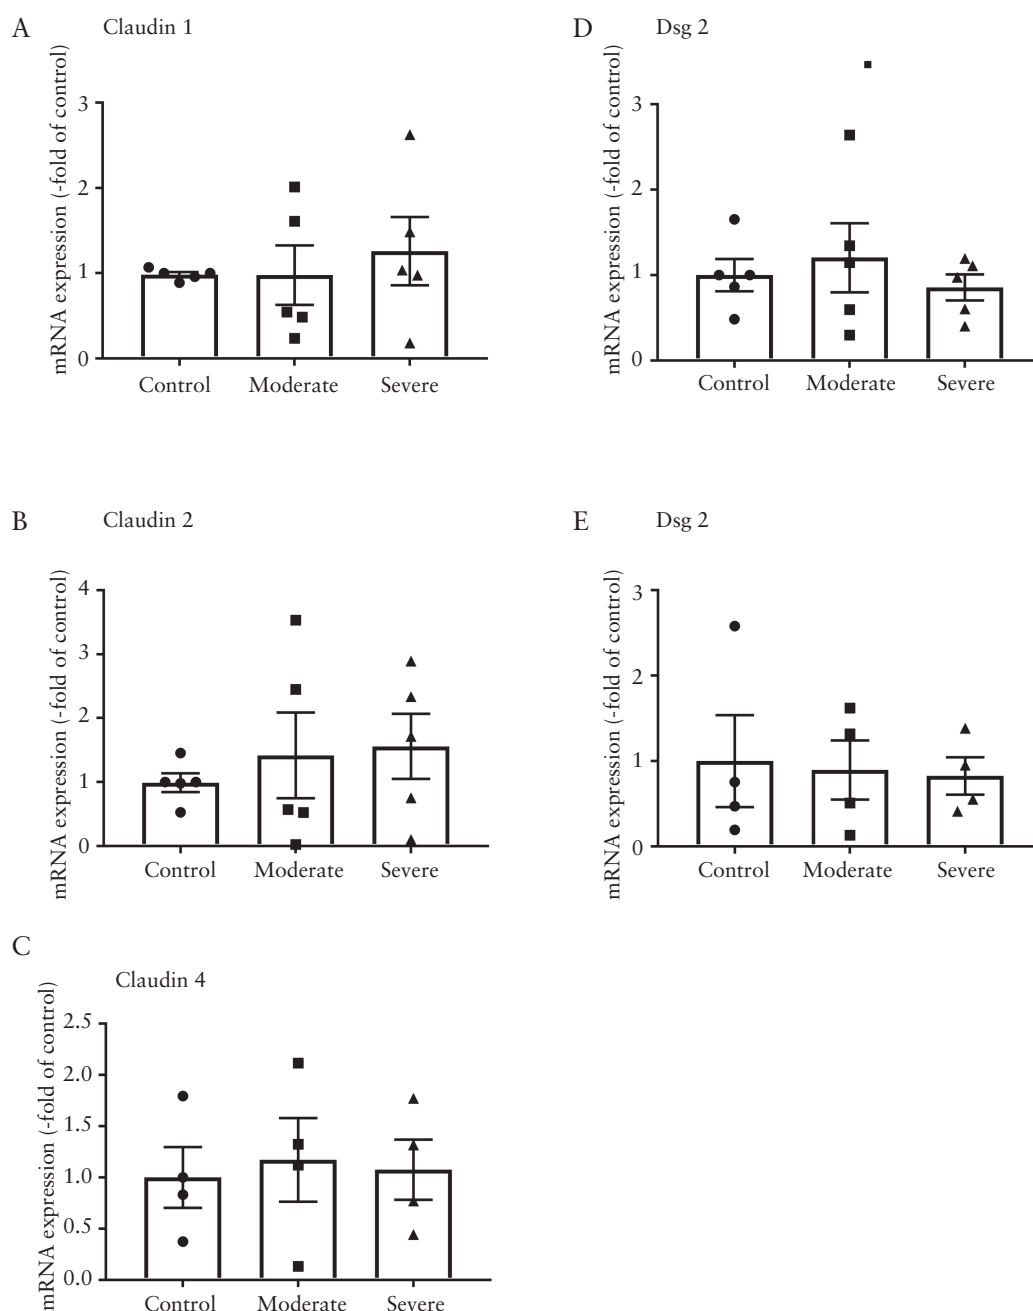 A
Claudin 1
mRNA expression (-fold of control)
3
2
1
0
Control
Moderate
Severe
D
Dsg 2
mRNA expression (-fold of control)
3
2
1
0
Control
Moderate
Severe
B
Claudin 2
mRNA expression (-fold of control)
4
3
2
1
0
Control
Moderate
Severe
E
Dsg 2
mRNA expression (-fold of control)
3
2
1
0
Control
Moderate
Severe
C
Claudin 4
mRNA expression (-fold of control)
2.5
2.0
1.5
1.0
0.5
0.0
Control
Moderate
Severe